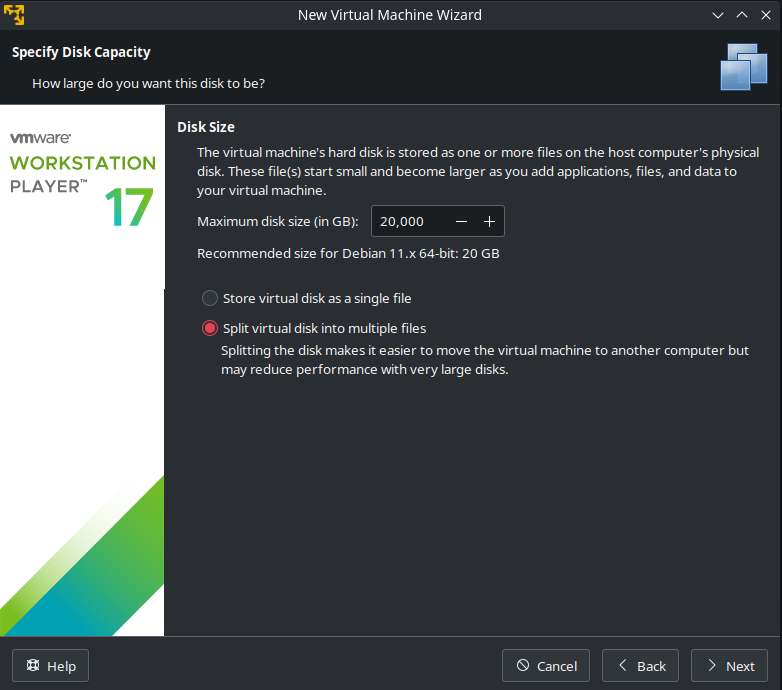 New Virtual Machine Wizard
Specify Disk Capacity
How large do you want this disk to be?
vmware
WORKSTATION
PLAYER™
17
Disk Size
The virtual machine's hard disk is stored as one or more files on the host computer's physical
disk. These file(s) start small and become larger as you add applications, files, and data to
your virtual machine.
Maximum disk size (in GB): 20,000
Recommended size for Debian 11.x 64-bit: 20 GB
Store virtual disk as a single file
Split virtual disk into multiple files
Splitting the disk makes it easier to move the virtual machine to another computer but
may reduce performance with very large disks.
Help Cancel Back Next